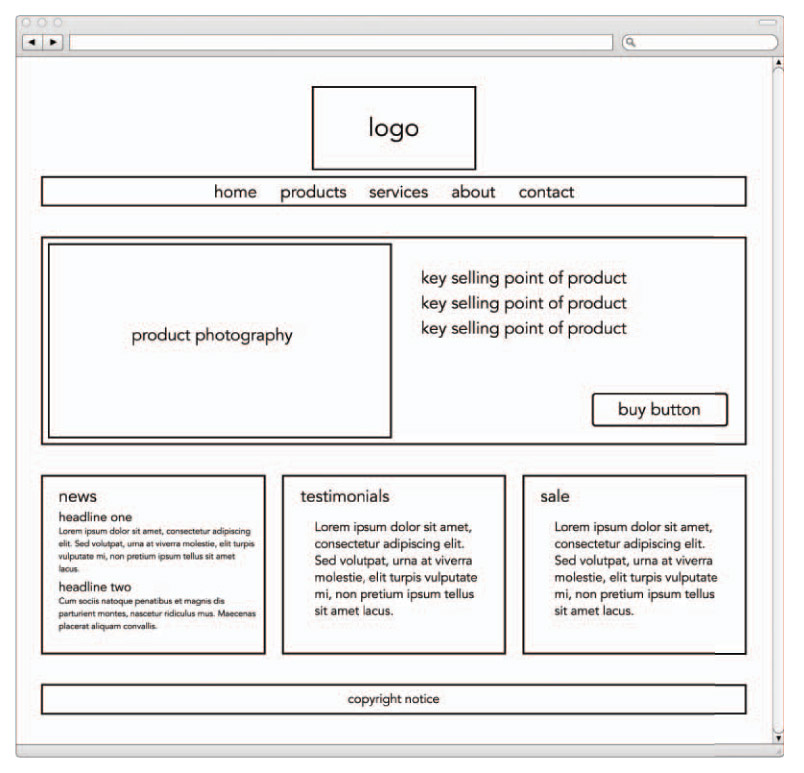 logo
home products services about contact
product photography
key selling point of product
key selling point of product
key selling point of product
buy button
news
headline one
Lorem ipsum dolor sit amet, consectetur adipiscing
elit. Sed volutpat, urna at viverra molestie, elit turpis
vulputate mi, non pretium ipsum tellus sit amet
lacus.
headline two
Cum sociis natoque penatibus et magnis dis
parturient montes, nascetur ridiculus mus. Maecenas
placerat aliquam convallis.
testimonials
Lorem ipsum dolor sit amet,
consectetur adipiscing elit.
Sed volutpat, urna at viverra
molestie, elit turpis vulputate
mi, non pretium ipsum tellus
sit amet lacus.
sale
Lorem ipsum dolor sit amet,
consectetur adipiscing elit.
Sed volutpat, urna at viverra
molestie, elit turpis vulputate
mi, non pretium ipsum tellus
sit amet lacus.
copyright notice